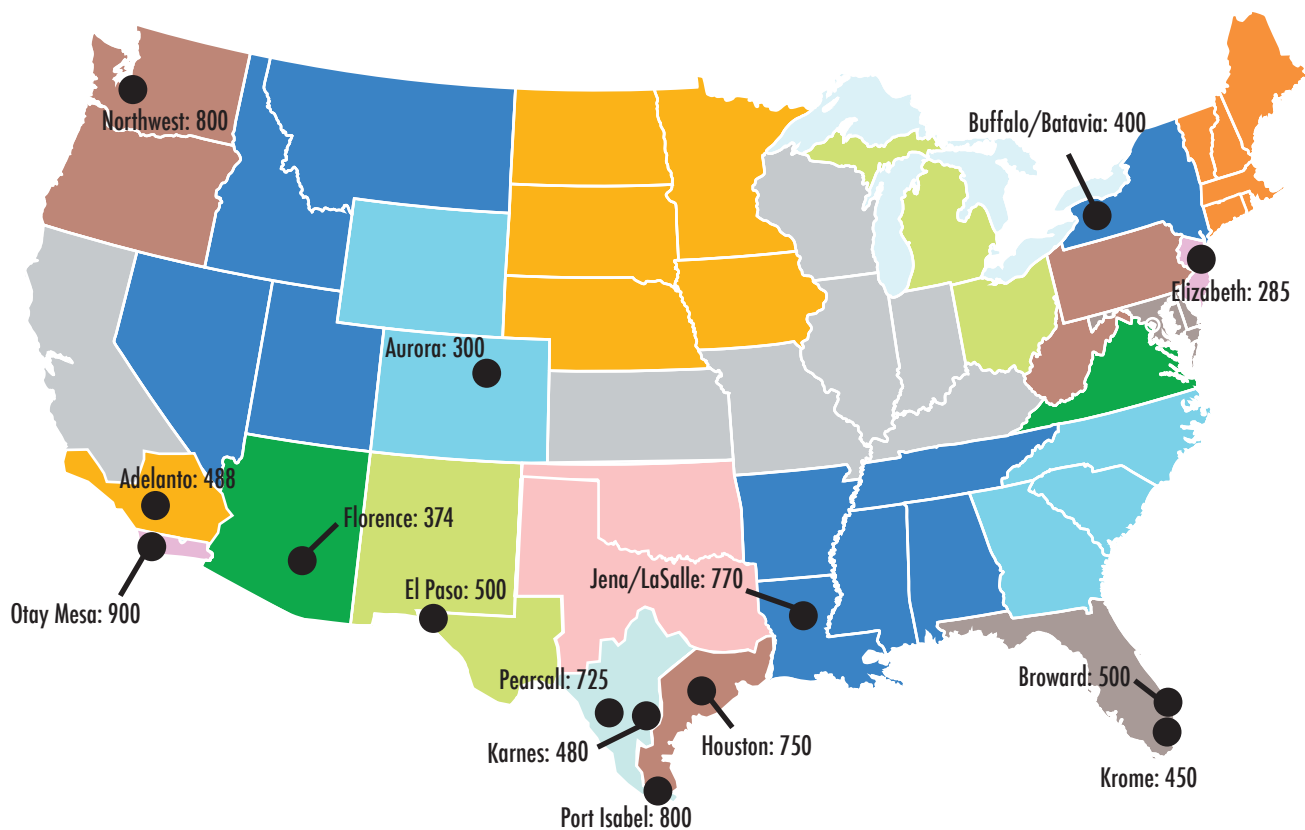 Northwest: 800
Buffalo/Batavia: 400
Elizabeth: 285
Aurora: 300
Adelanto: 488
Florence: 374
Otay Mesa: 900
El Paso: 500
Jena/LaSalle: 770
Pearsall: 725
Broward: 500
Karnes: 480
Houston: 750
Krome: 450
Port Isabel: 800